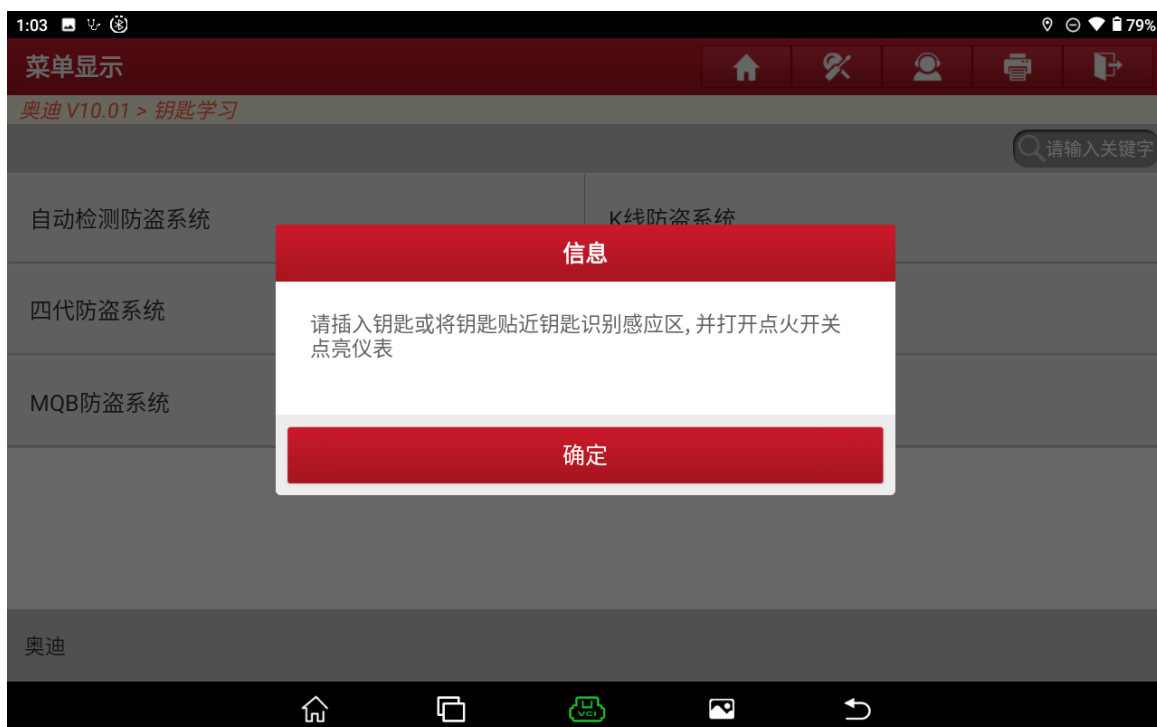 1:03
79%
菜单显示
奥迪 V10.01 > 钥匙学习
请输入关键字
自动检测防盗系统
K线防盗系统
信息
四代防盗系统
请插入钥匙或将钥匙贴近钥匙识别感应区, 并打开点火开关
点亮仪表
MQB防盗系统
确定
奥迪
VCI